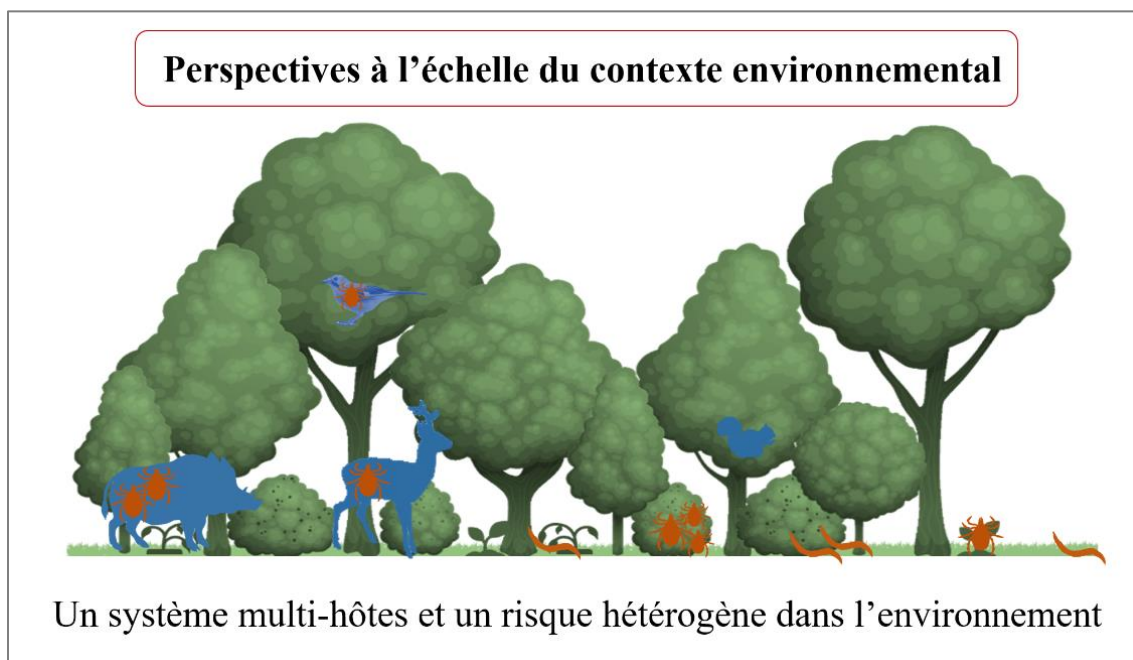 Perspectives à l’échelle du contexte environnemental
Un système multi-hôtes et un risque hétérogène dans l’environnement